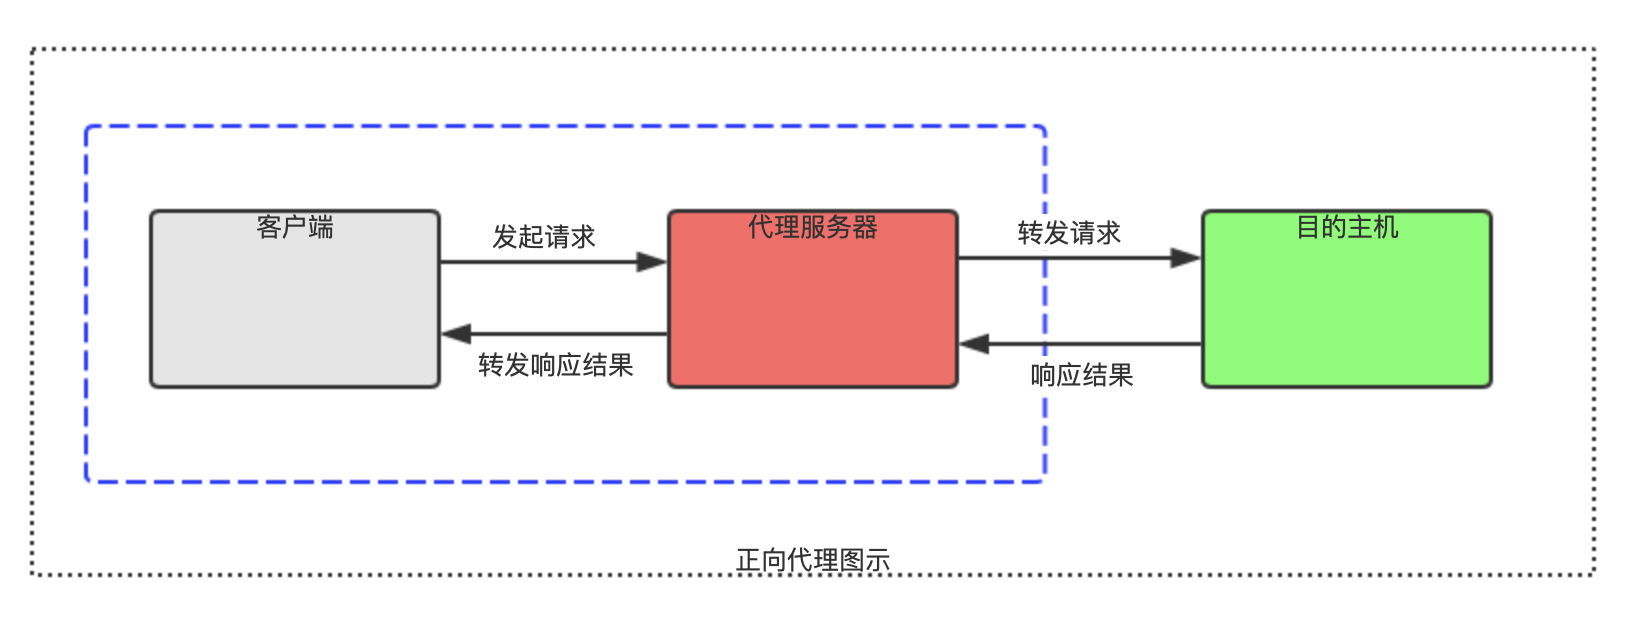 客户端
发起请求
代理服务器
转发请求
目的主机
转发响应结果
响应结果
正向代理图示